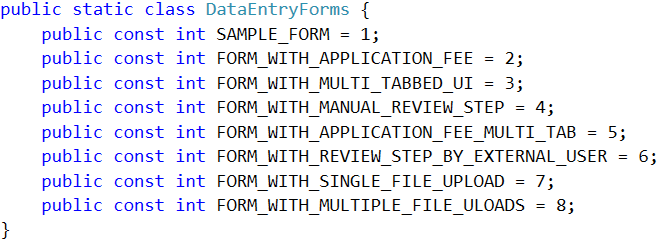 public static class DataEntryForms {
    public const int SAMPLE_FORM = 1;
    public const int FORM_WITH_APPLICATION_FEE = 2;
    public const int FORM_WITH_MULTI_TABBED_UI = 3;
    public const int FORM_WITH_MANUAL_REVIEW_STEP = 4;
    public const int FORM_WITH_APPLICATION_FEE_MULTI_TAB = 5;
    public const int FORM_WITH_REVIEW_STEP_BY_EXTERNAL_USER = 6;
    public const int FORM_WITH_SINGLE_FILE_UPLOAD = 7;
    public const int FORM_WITH_MULTIPLE_FILE_ULOADS = 8;
}